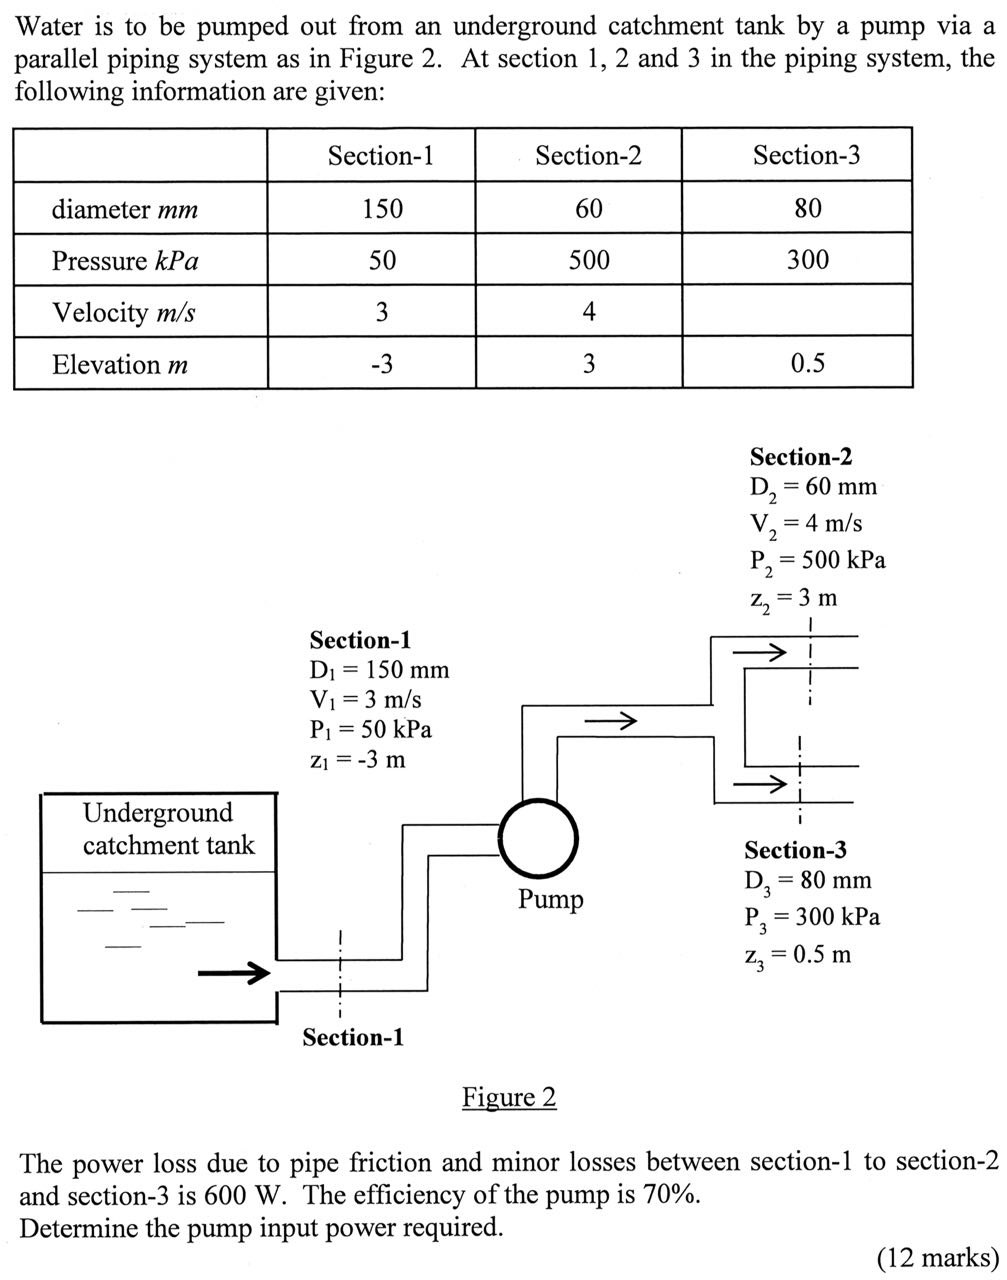 Water is to be pumped out from an underground catchment tank by a pump via a
parallel piping system as in Figure 2. At section 1, 2 and 3 in the piping system, the
following information are given:
Section-1 Section-2 Section-3
diameter mm 150 60 80
Pressure kPa 50 500 300
Velocity m/s 3 4
Elevation m -3 3 0.5
Section-2
D₂ = 60 mm
V₂ = 4 m/s
P₂ = 500 kPa
z₂ = 3 m
Section-1
D₁ = 150 mm
V₁ = 3 m/s
P₁ = 50 kPa
z₁ = -3 m
Underground
catchment tank
Pump
Section-3
D₃ = 80 mm
P₃ = 300 kPa
z₃ = 0.5 m
Section-1
Figure 2
The power loss due to pipe friction and minor losses between section-1 to section-2
and section-3 is 600 W. The efficiency of the pump is 70%.
Determine the pump input power required.
(12 marks)